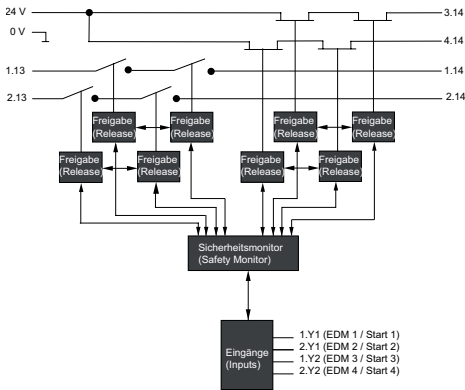 24 V
3.14
0 V
4.14
1.13
1.14
2.13
2.14
Freigabe
(Release)
Freigabe
(Release)
Freigabe
(Release)
Freigabe
(Release)
Freigabe
(Release)
Freigabe
(Release)
Freigabe
(Release)
Freigabe
(Release)
Sicherheitsmonitor
(Safety Monitor)
Eingänge
(Inputs)
1.Y1 (EDM 1 / Start 1)
2.Y1 (EDM 2 / Start 2)
1.Y2 (EDM 3 / Start 3)
2.Y2 (EDM 4 / Start 4)